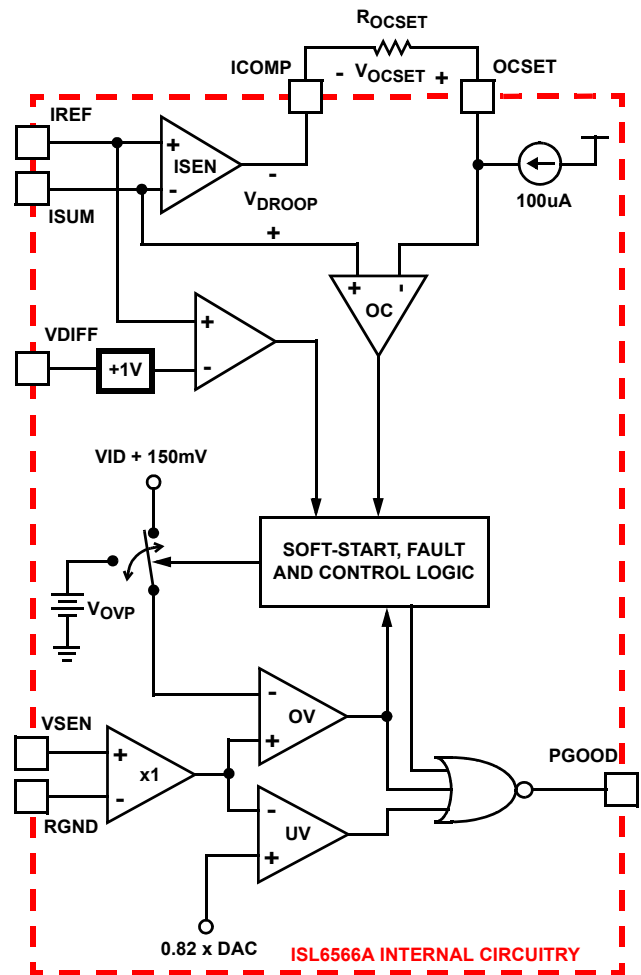 ROCSET
ICOMP
- VOCSET +
OCSET
IREF
+
ISEN
-
-
ISUM
VDROOP
+
100uA
+ -
OC
VDIFF
+1V
+
-
VID + 150mV
SOFT-START, FAULT
AND CONTROL LOGIC
VOVP
-
OV
+
VSEN
+
x1
-
RGND
-
UV
+
PGOOD
0.82 x DAC
ISL6566A INTERNAL CIRCUITRY